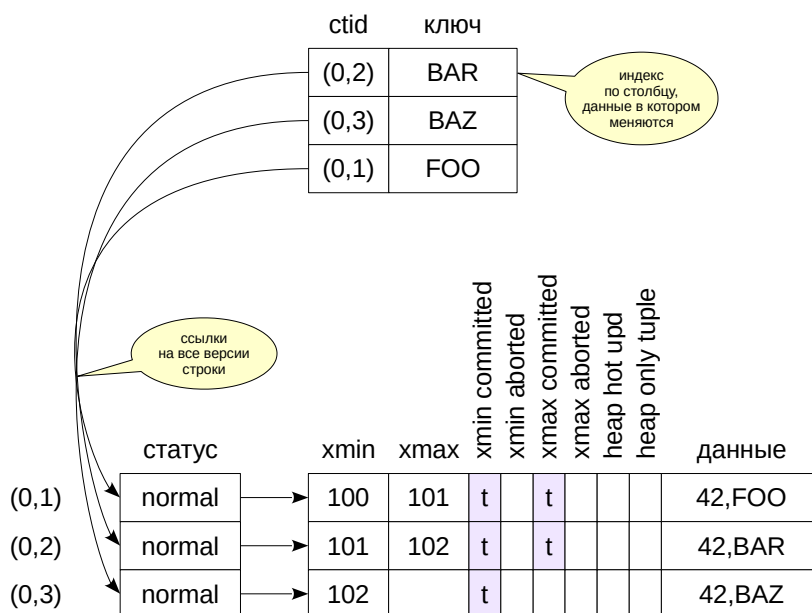 ctid ключ
(0,2) BAR
(0,3) BAZ
(0,1) FOO
индекс
по столбцу,
данные в котором
меняются
ссылки
на все версии
строки
статус xmin xmax xmin committed xmin aborted xmax committed xmax aborted heap hot upd heap only tuple данные
(0,1) normal 100 101 t t 42,FOO
(0,2) normal 101 102 t t 42,BAR
(0,3) normal 102 t 42,BAZ